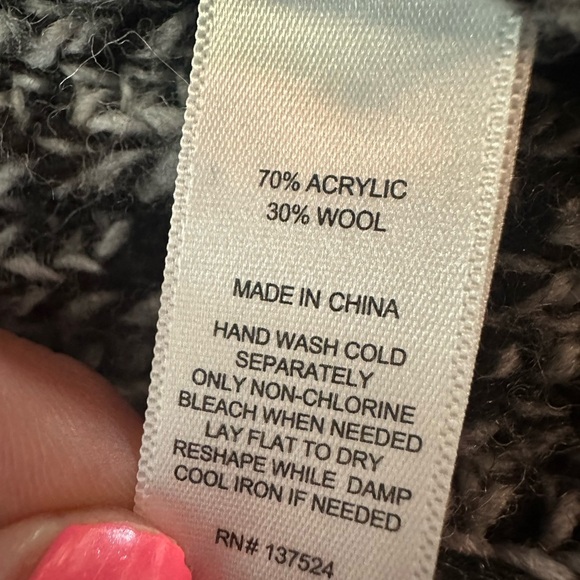 70% ACRYLIC
30% WOOL
MADE IN CHINA
HAND WASH COLD
SEPARATELY
ONLY NON-CHLORINE
BLEACH WHEN NEEDED
LAY FLAT TO DRY
RESHAPE WHILE DAMP
COOL IRON IF NEEDED
RN# 137524